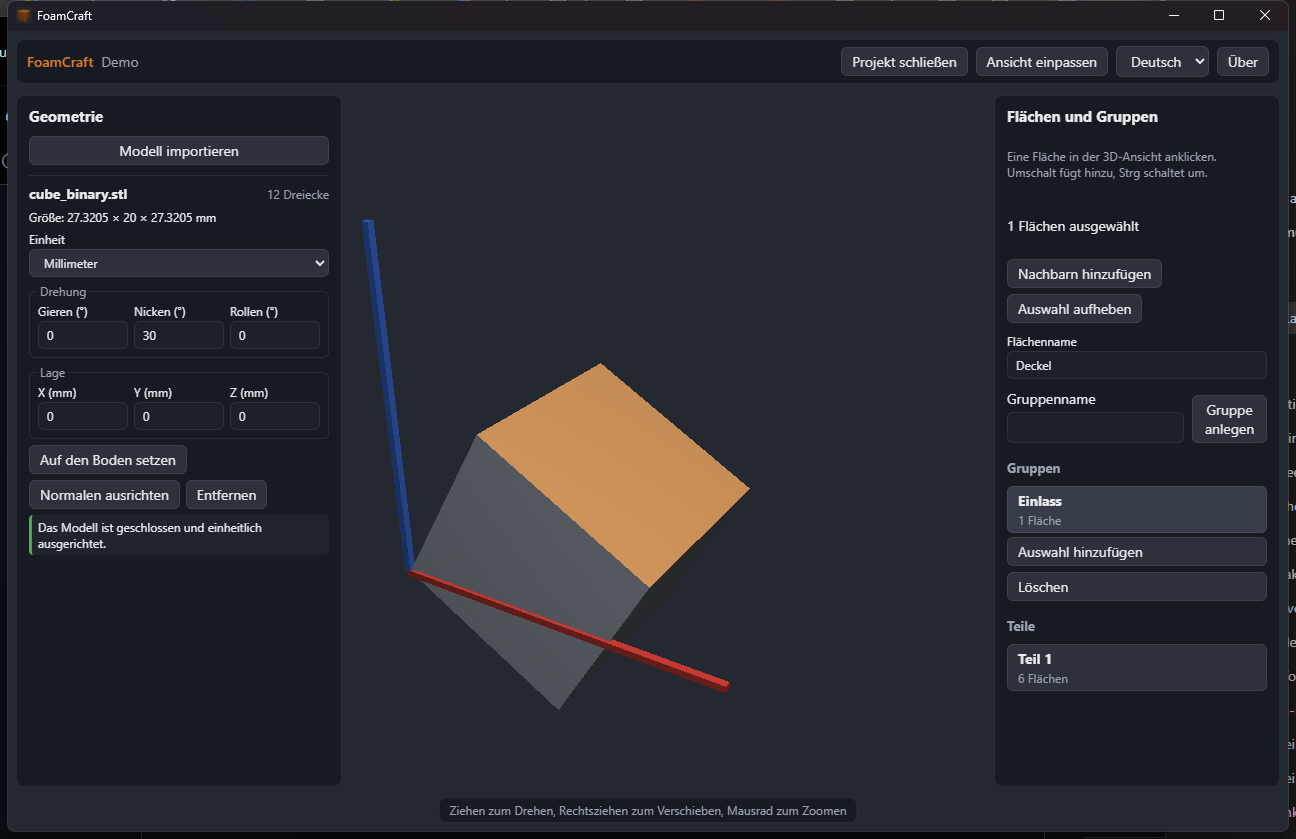 FoamCraft
FoamCraft Demo
Projekt schließen
Ansicht einpassen
Deutsch
Über
Geometrie
Modell importieren
cube_binary.stl
12 Dreiecke
Größe: 27.3205 × 20 × 27.3205 mm
Einheit
Millimeter
Drehung
Gieren (°) Nicken (°) Rollen (°)
0 30 0
Lage
X (mm) Y (mm) Z (mm)
0 0 0
Auf den Boden setzen
Normalen ausrichten
Entfernen
Das Modell ist geschlossen und einheitlich
ausgerichtet.
Flächen und Gruppen
Eine Fläche in der 3D-Ansicht anklicken.
Umschalt fügt hinzu, Strg schaltet um.
1 Flächen ausgewählt
Nachbarn hinzufügen
Auswahl aufheben
Flächenname
Deckel
Gruppenname
Gruppe
anlegen
Gruppen
Einlass
1 Fläche
Auswahl hinzufügen
Löschen
Teile
Teil 1
6 Flächen
Ziehen zum Drehen, Rechtsziehen zum Verschieben, Mausrad zum Zoomen